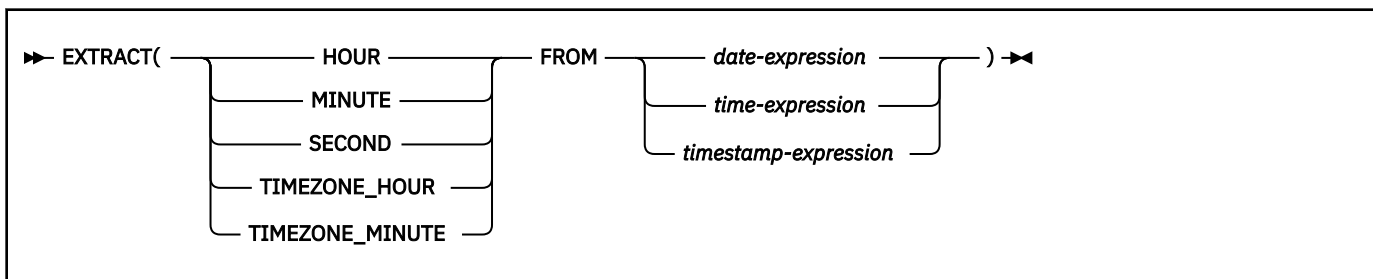 EXTRACT( HOUR FROM date-expression )
MINUTE time-expression
SECOND timestamp-expression
TIMEZONE_HOUR
TIMEZONE_MINUTE